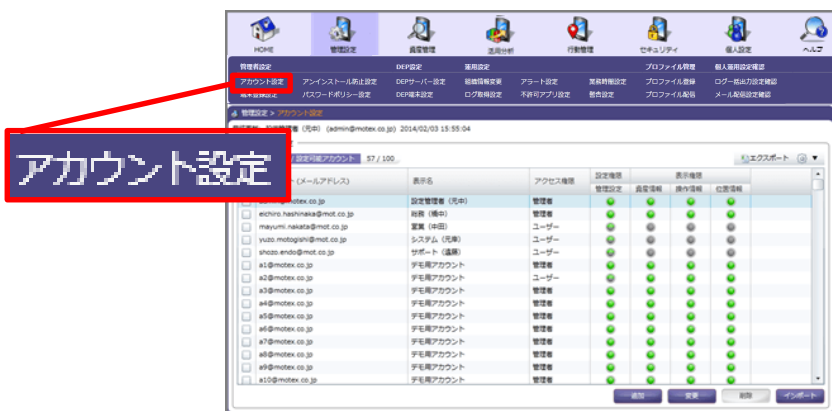 HOME 管理設定 資産管理 活用分析 行動管理 セキュリティ 個人設定 ヘルプ
管理者設定 DEP設定 運用設定 プロファイル管理 個人運用設定確認
アカウント設定 アンインストール防止設定 DEPサーバー設定 組織情報変更 アラート設定 業務時間設定 プロファイル登録 ログ一括出力設定確認
端末登録設定 パスワードポリシー設定 DEP端末設定 ログ取得設定 不許可アプリ設定 警告設定 プロファイル配信 メール配信設定確認
管理設定 > アカウント設定
設定管理者 (元中) (admin@motex.co.jp) 2014/02/03 15:55:04
アカウント設定
設定可能アカウント 57 / 100 エクスポート
(メールアドレス) 表示名 アクセス権限 設定権限 表示権限
管理設定 資産情報 操作情報 位置情報
admin@motex.co.jp 設定管理者 (元中) 管理者
eichiro.hashinaka@mot.co.jp 総務 (橋中) 管理者
mayumi.nakata@mot.co.jp 営業 (中田) ユーザー
yuzo.motogishi@mot.co.jp システム (元岸) ユーザー
shozo.endo@mot.co.jp サポート (遠藤) ユーザー
a1@motex.co.jp デモ用アカウント 管理者
a2@motex.co.jp デモ用アカウント ユーザー
a3@motex.co.jp デモ用アカウント 管理者
a4@motex.co.jp デモ用アカウント 管理者
a5@motex.co.jp デモ用アカウント 管理者
a6@motex.co.jp デモ用アカウント 管理者
a7@motex.co.jp デモ用アカウント 管理者
a8@motex.co.jp デモ用アカウント 管理者
a9@motex.co.jp デモ用アカウント 管理者
a10@motex.co.jp デモ用アカウント 管理者
追加 変更 削除 インポート